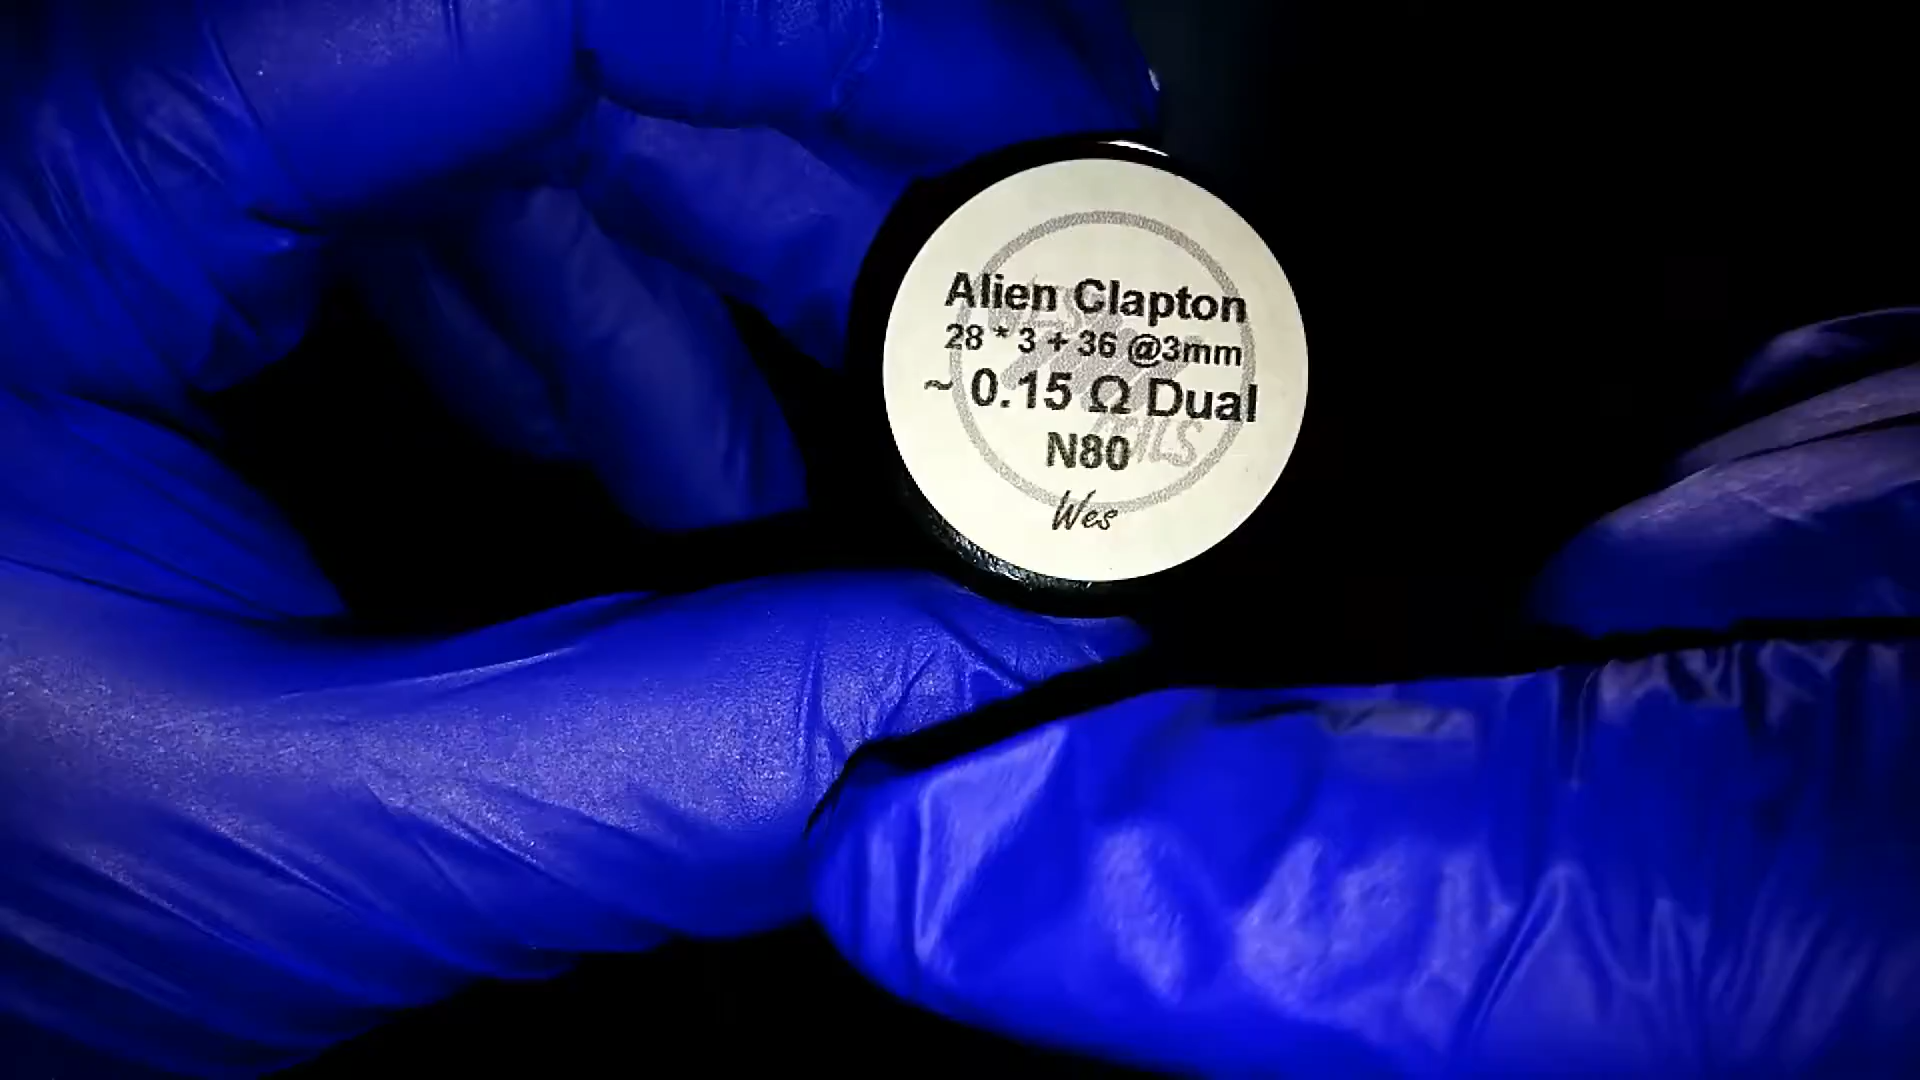 Alien Clapton
28 * 3 + 36 @3mm
~ 0.15 Ω Dual
N80
Wes